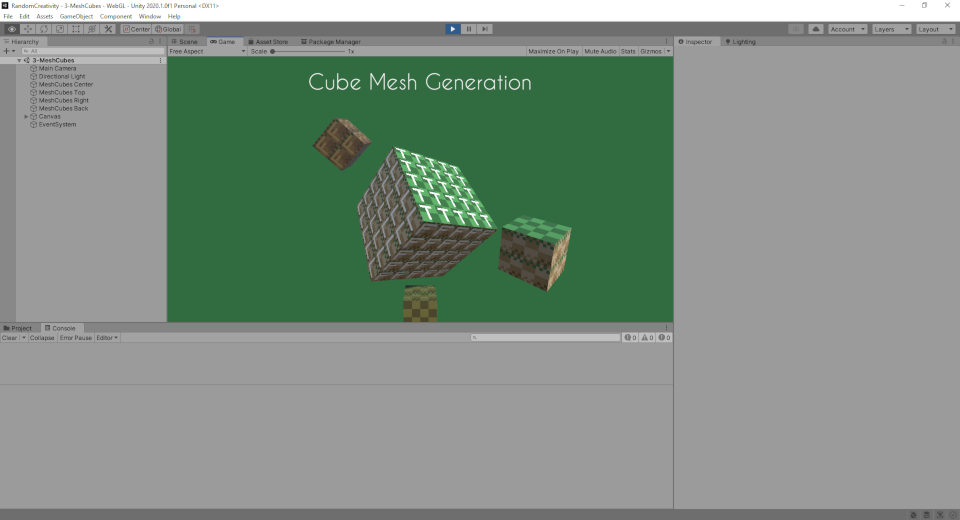 RandomCreativity - 3-MeshCubes - WebGL - Unity 2020.1.0f1 Personal <DX11>
File Edit Assets GameObject Component Window Help
Center Global Account Layers Layout
Hierarchy Scene Game Asset Store Package Manager Inspector Lighting
All Free Aspect Scale 1x Maximize On Play Mute Audio Stats Gizmos
3-MeshCubes
Main Camera
Directional Light
MeshCubes Center
MeshCubes Top
MeshCubes Right
MeshCubes Back
Canvas
EventSystem
Cube Mesh Generation
T T T T T
T T T T T
T T T T T
T T T T T
T T T T T
Project Console
Clear Collapse Error Pause Editor 0 0 0